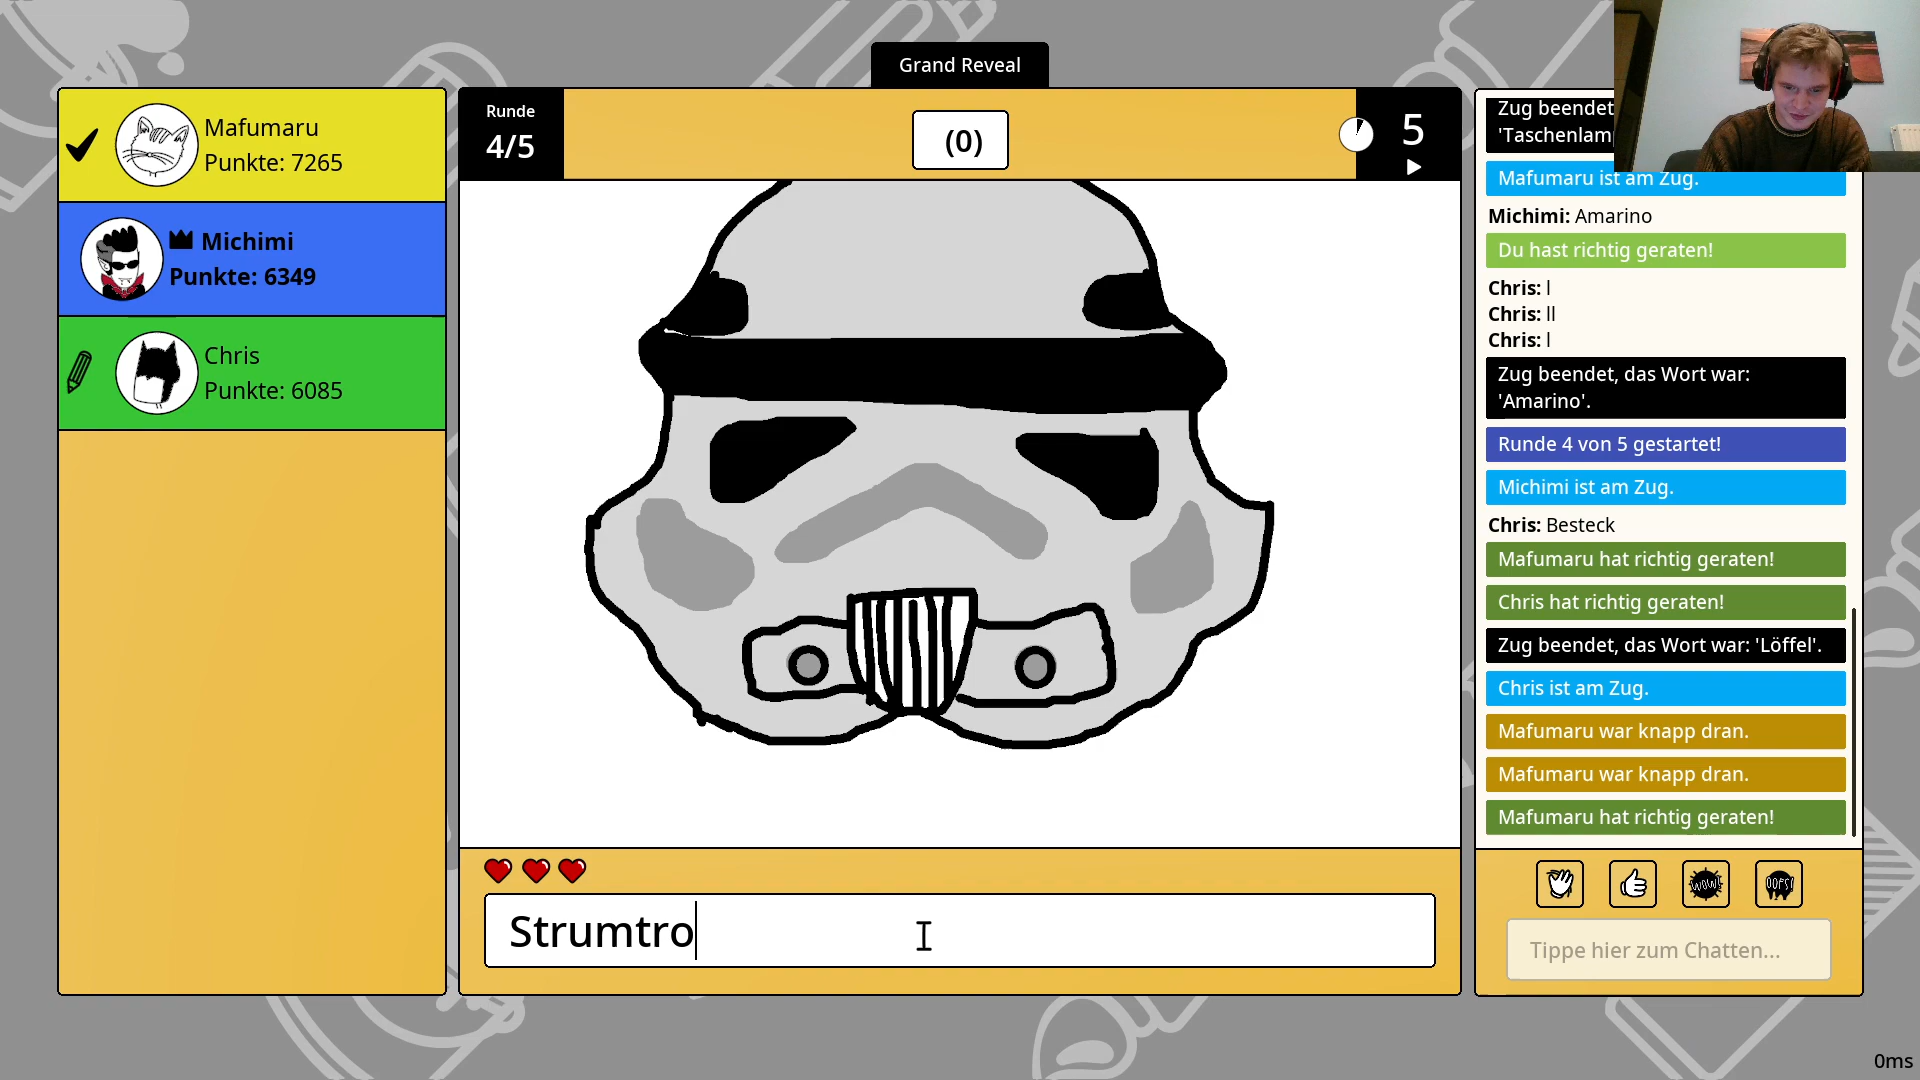 Grand Reveal
Mafumaru
Punkte: 7265
Michimi
Punkte: 6349
Chris
Punkte: 6085
Runde
4/5
(0)
5
Strumtro
Zug beendet
'Taschenlam
Mafumaru ist am Zug.
Michimi: Amarino
Du hast richtig geraten!
Chris: l
Chris: ll
Chris: l
Zug beendet, das Wort war:
'Amarino'.
Runde 4 von 5 gestartet!
Michimi ist am Zug.
Chris: Besteck
Mafumaru hat richtig geraten!
Chris hat richtig geraten!
Zug beendet, das Wort war: 'Löffel'.
Chris ist am Zug.
Mafumaru war knapp dran.
Mafumaru war knapp dran.
Mafumaru hat richtig geraten!
WOW!
OOPS!
Tippe hier zum Chatten...
0ms